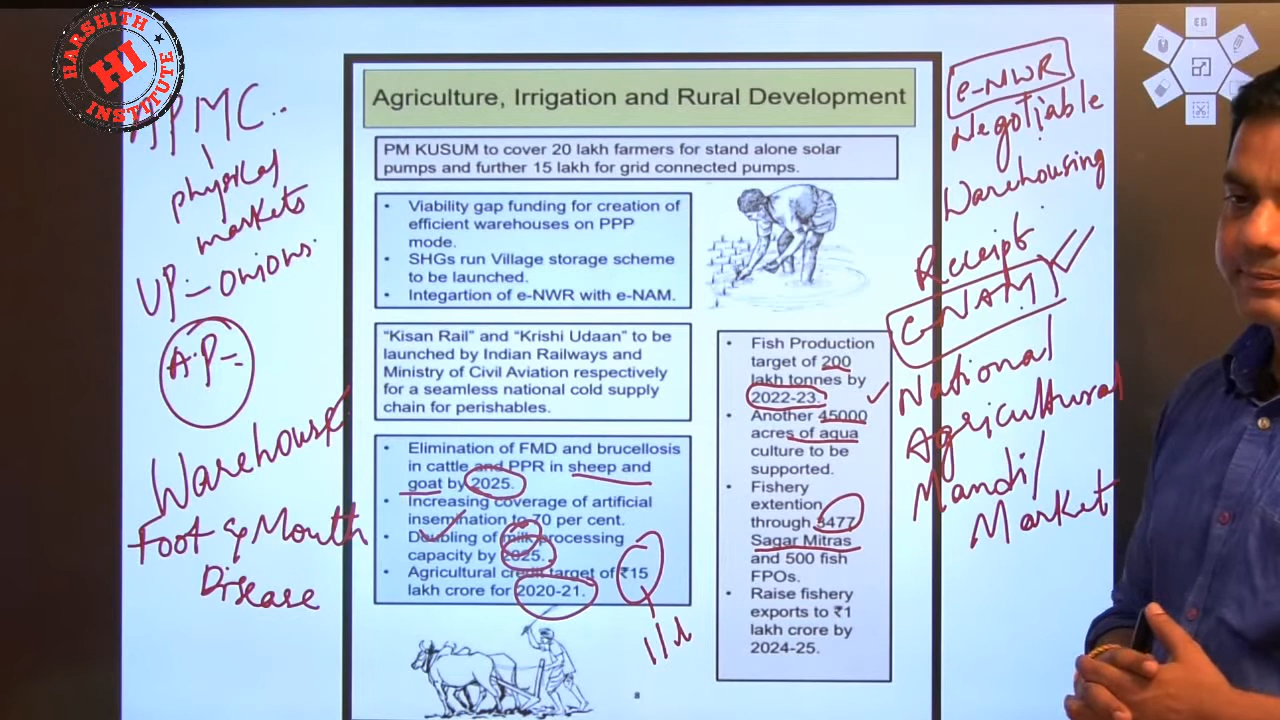 HARSHITH
HI
INSTITUTE
APMC
physical
markets
UP - onions
A.P -
Warehouse
Foot & Mouth
Disease
Agriculture, Irrigation and Rural Development
PM KUSUM to cover 20 lakh farmers for stand alone solar
pumps and further 15 lakh for grid connected pumps.
• Viability gap funding for creation of
efficient warehouses on PPP
mode.
• SHGs run Village storage scheme
to be launched.
• Integartion of e-NWR with e-NAM.
“Kisan Rail” and “Krishi Udaan” to be
launched by Indian Railways and
Ministry of Civil Aviation respectively
for a seamless national cold supply
chain for perishables.
• Elimination of FMD and brucellosis
in cattle and PPR in sheep and
goat by 2025.
• Increasing coverage of artificial
insemination to 70 per cent.
• Doubling of milk processing
capacity by 2025.
• Agricultural credit target of ₹15
lakh crore for 2020-21.
• Fish Production
target of 200
lakh tonnes by
2022-23.
• Another 45000
acres of aqua
culture to be
supported.
• Fishery
extention
through 3477
Sagar Mitras
and 500 fish
FPOs.
• Raise fishery
exports to ₹1
lakh crore by
2024-25.
e-NWR
Negotiable
Warehousing
Receipt
e-NAM
National
Agricultural
Mandi/
Market
EB